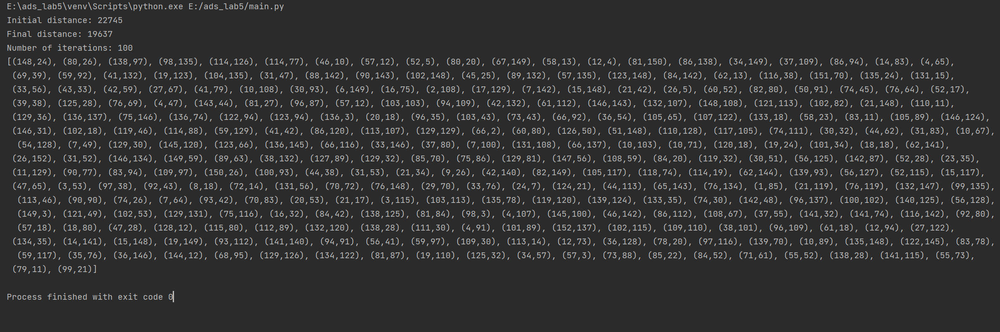 E:\ads_lab5\venv\Scripts\python.exe E:/ads_lab5/main.py
Initial distance: 22745
Final distance: 19637
Number of iterations: 100
[(148,24), (80,26), (138,97), (98,135), (114,126), (114,77), (46,10), (57,12), (52,5), (80,20), (67,149), (58,13), (12,4), (81,150), (86,138), (34,149), (37,109), (86,94), (14,83), (4,65),
(69,39), (59,92), (41,132), (19,123), (104,135), (31,47), (88,142), (90,143), (102,148), (45,25), (89,132), (57,135), (123,148), (84,142), (62,13), (116,38), (151,70), (135,24), (131,15),
(33,56), (43,33), (42,59), (27,67), (41,79), (10,108), (30,93), (6,149), (16,75), (2,108), (17,129), (7,142), (15,148), (21,42), (26,5), (60,52), (82,80), (50,91), (74,45), (76,64), (52,17),
(39,38), (125,28), (76,69), (4,47), (143,44), (81,27), (96,87), (57,12), (103,103), (94,109), (42,132), (61,112), (146,143), (132,107), (148,108), (121,113), (102,82), (21,148), (110,11),
(129,36), (136,137), (75,146), (136,74), (122,94), (123,94), (136,3), (20,18), (96,35), (103,43), (73,43), (66,92), (36,54), (105,65), (107,122), (133,18), (58,23), (83,11), (105,89), (146,124),
(146,31), (102,18), (119,46), (114,88), (59,129), (41,42), (86,120), (113,107), (129,129), (66,2), (60,80), (126,50), (51,148), (110,128), (117,105), (74,111), (30,32), (44,62), (31,83), (10,67),
(54,128), (7,49), (129,30), (145,120), (123,66), (136,145), (66,116), (33,146), (37,80), (7,100), (131,108), (66,137), (10,103), (10,71), (120,18), (19,24), (101,34), (18,18), (62,141),
(26,152), (31,52), (146,134), (149,59), (89,63), (38,132), (127,89), (129,32), (85,70), (75,86), (129,81), (147,56), (108,59), (84,20), (119,32), (30,51), (56,125), (142,87), (52,28), (23,35),
(11,129), (90,77), (83,94), (109,97), (150,26), (100,93), (44,38), (31,53), (21,34), (9,26), (42,140), (82,149), (105,117), (118,74), (114,19), (62,144), (139,93), (56,127), (52,115), (15,117),
(47,65), (3,53), (97,38), (92,43), (8,18), (72,14), (131,56), (70,72), (76,148), (29,70), (33,76), (24,7), (124,21), (44,113), (65,143), (76,134), (1,85), (21,119), (76,119), (132,147), (99,135),
(113,46), (90,90), (74,26), (7,64), (93,42), (70,83), (20,53), (21,17), (3,115), (103,113), (135,78), (119,120), (139,124), (133,35), (74,30), (142,48), (96,137), (100,102), (140,125), (56,128),
(149,3), (121,49), (102,53), (129,131), (75,116), (16,32), (84,42), (138,125), (81,84), (98,3), (4,107), (145,100), (46,142), (86,112), (108,67), (37,55), (141,32), (141,74), (116,142), (92,80),
(57,18), (18,80), (47,28), (128,12), (115,80), (112,89), (132,120), (138,28), (111,30), (4,91), (101,89), (152,137), (102,115), (109,110), (38,101), (96,109), (61,18), (12,94), (27,122),
(134,35), (14,141), (15,148), (19,149), (93,112), (141,140), (94,91), (56,41), (59,97), (109,30), (113,14), (12,73), (36,128), (78,20), (97,116), (139,70), (10,89), (135,148), (122,145), (83,78),
(59,117), (35,76), (36,146), (144,12), (68,95), (129,126), (134,122), (81,87), (19,110), (125,32), (34,57), (57,3), (73,88), (85,22), (84,52), (71,61), (55,52), (138,28), (141,115), (55,73),
(79,11), (99,21)]
Process finished with exit code 0